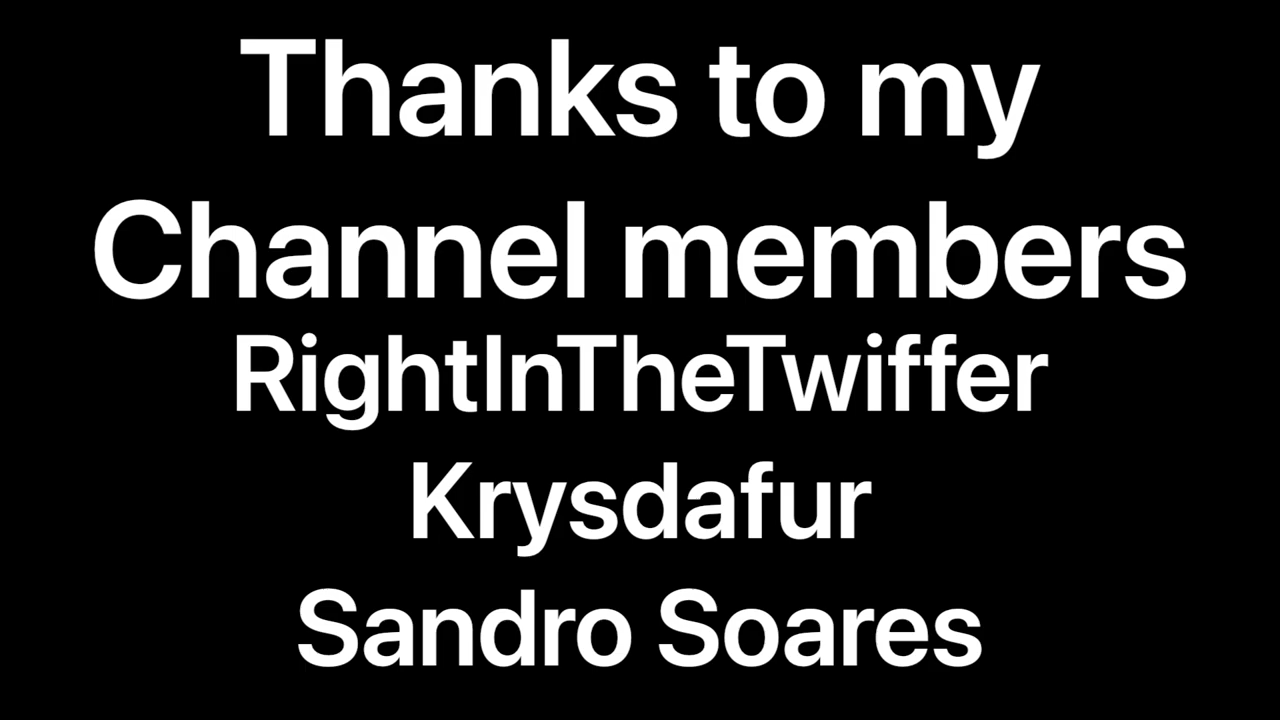 Thanks to my
Channel members
RightInTheTwiffer
Krysdafur
Sandro Soares